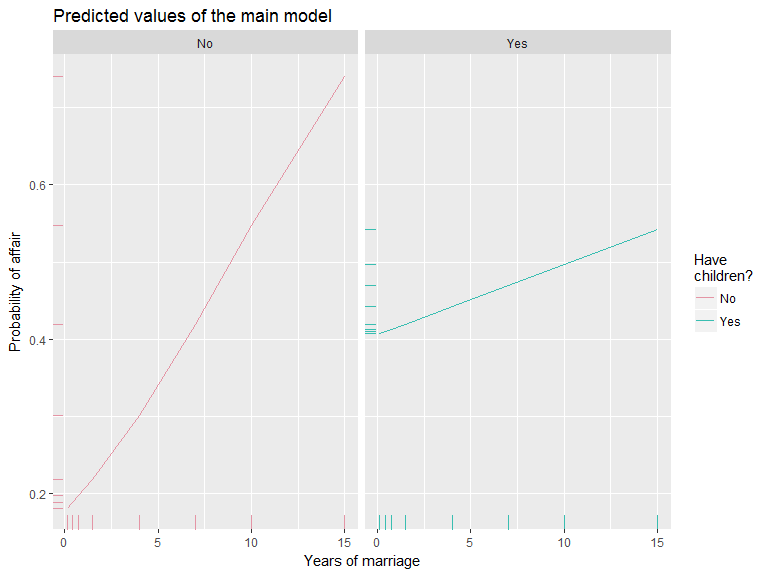 Predicted values of the main model
No
Yes
Probability of affair
0.6
0.4
0.2
0
5
10
15
0
5
10
15
Years of marriage
Have
children?
No
Yes